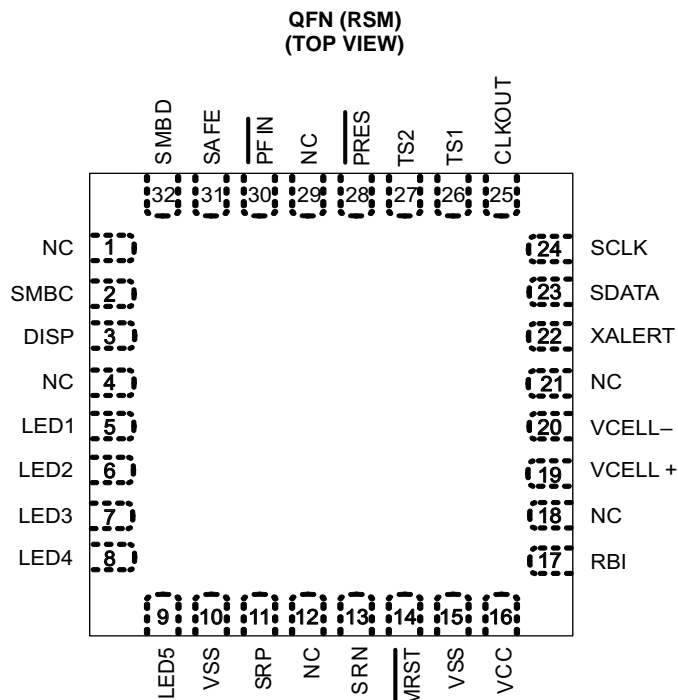 QFN (RSM)
(TOP VIEW)
SMBD
SAFE
PFIN
NC
PRES
TS2
TS1
CLKOUT
32
31
30
29
28
27
26
25
NC 1
SMBC 2
DISP 3
NC 4
LED1 5
LED2 6
LED3 7
LED4 8
24 SCLK
23 SDATA
22 XALERT
21 NC
20 VCELL–
19 VCELL +
18 NC
17 RBI
9
10
11
12
13
14
15
16
LED5
VSS
SRP
NC
SRN
MRST
VSS
VCC